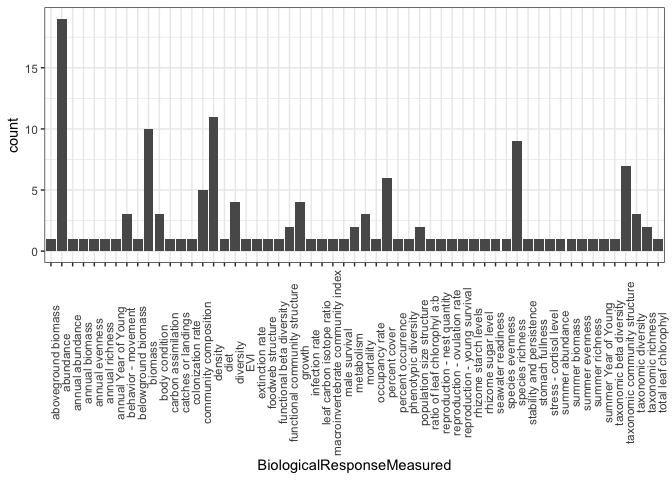 count
15
10
5
0
aboveground biomass
abundance
annual abundance
annual biomass
annual evenness
annual richness
annual Year of Young
behavior - movement
belowground biomass
biomass
body condition
carbon assimilation
catches or landings
colonization rate
community composition
density
diet
diversity
EVI
extinction rate
foodweb structure
functional beta diversity
functional community structure
growth
infection rate
leaf carbon isotope ratio
macroinvertebrate community index
male survival
metabolism
mortality
occupancy rate
percent cover
percent occurrence
phenotypic diversity
population size structure
ratio of leaf chlorophyl a:b
reproduction - nest quantity
reproduction - ovulation rate
reproduction - young survival
rhizome starch levels
rhizome sugar level
seawater readiness
species evenness
species richness
stability and persistence
stomach fullness
stress - cortisol level
summer abundance
summer biomass
summer evenness
summer richness
summer Year of Young
taxonomic beta diversity
taxonomic community structure
taxonomic diversity
taxonomic richness
total leaf chlorophyl
BiologicalResponseMeasured